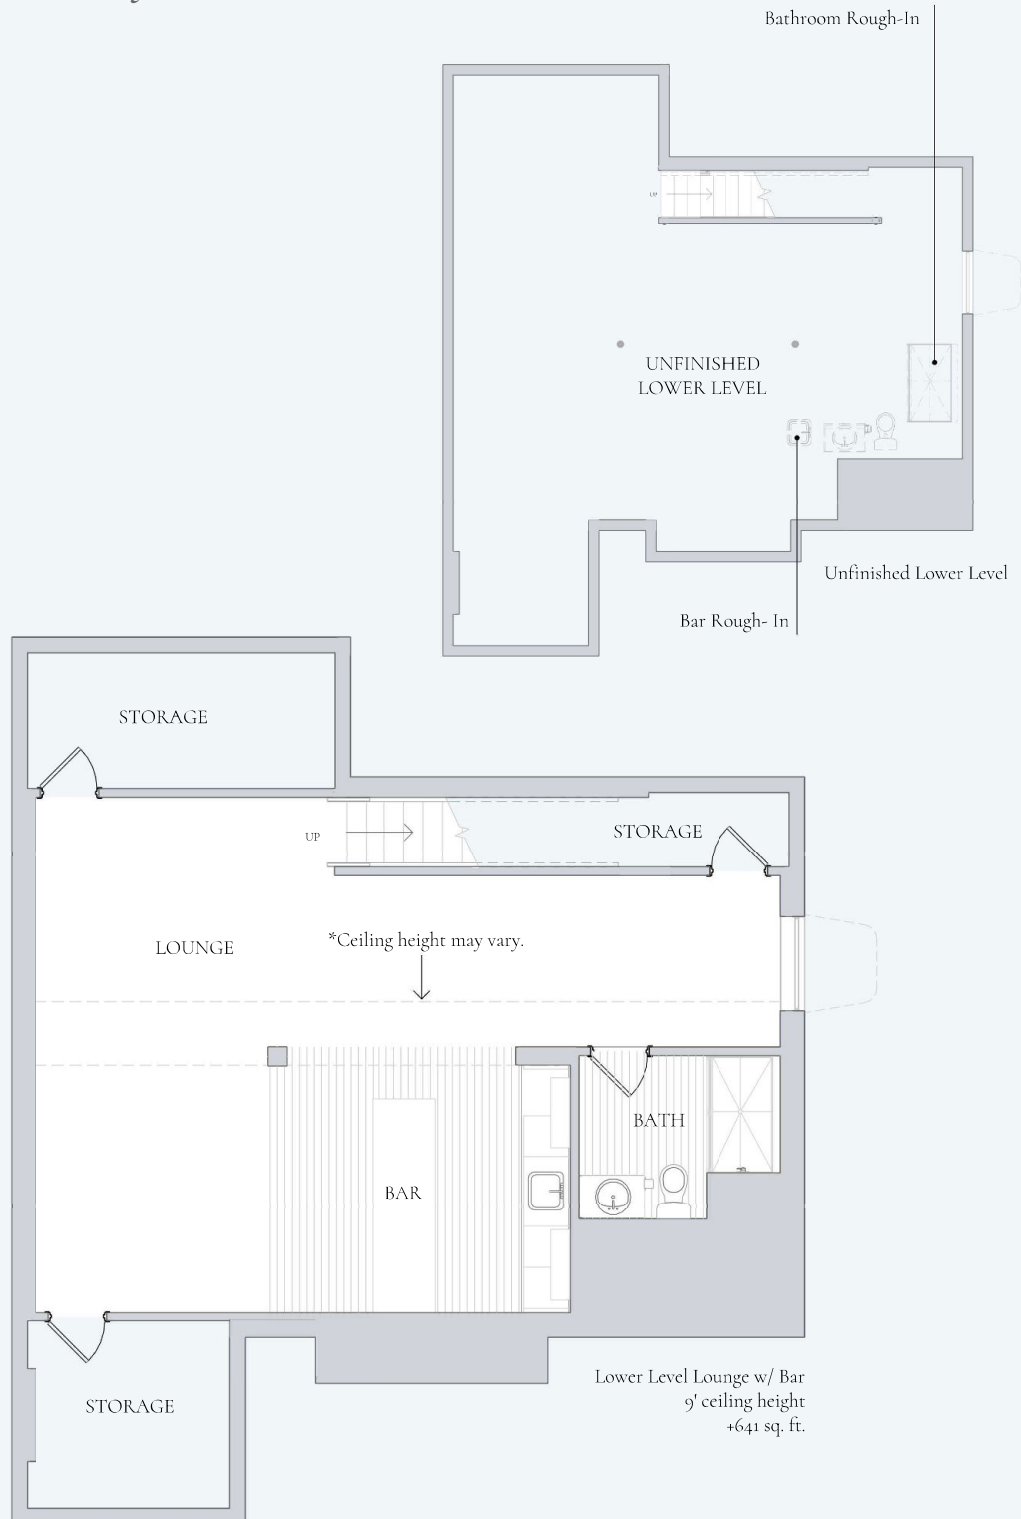 Bathroom Rough-In
UP
UNFINISHED
LOWER LEVEL
Unfinished Lower Level
Bar Rough- In
STORAGE
UP
STORAGE
LOUNGE
*Ceiling height may vary.
BATH
BAR
Lower Level Lounge w/ Bar
9' ceiling height
+641 sq. ft.
STORAGE